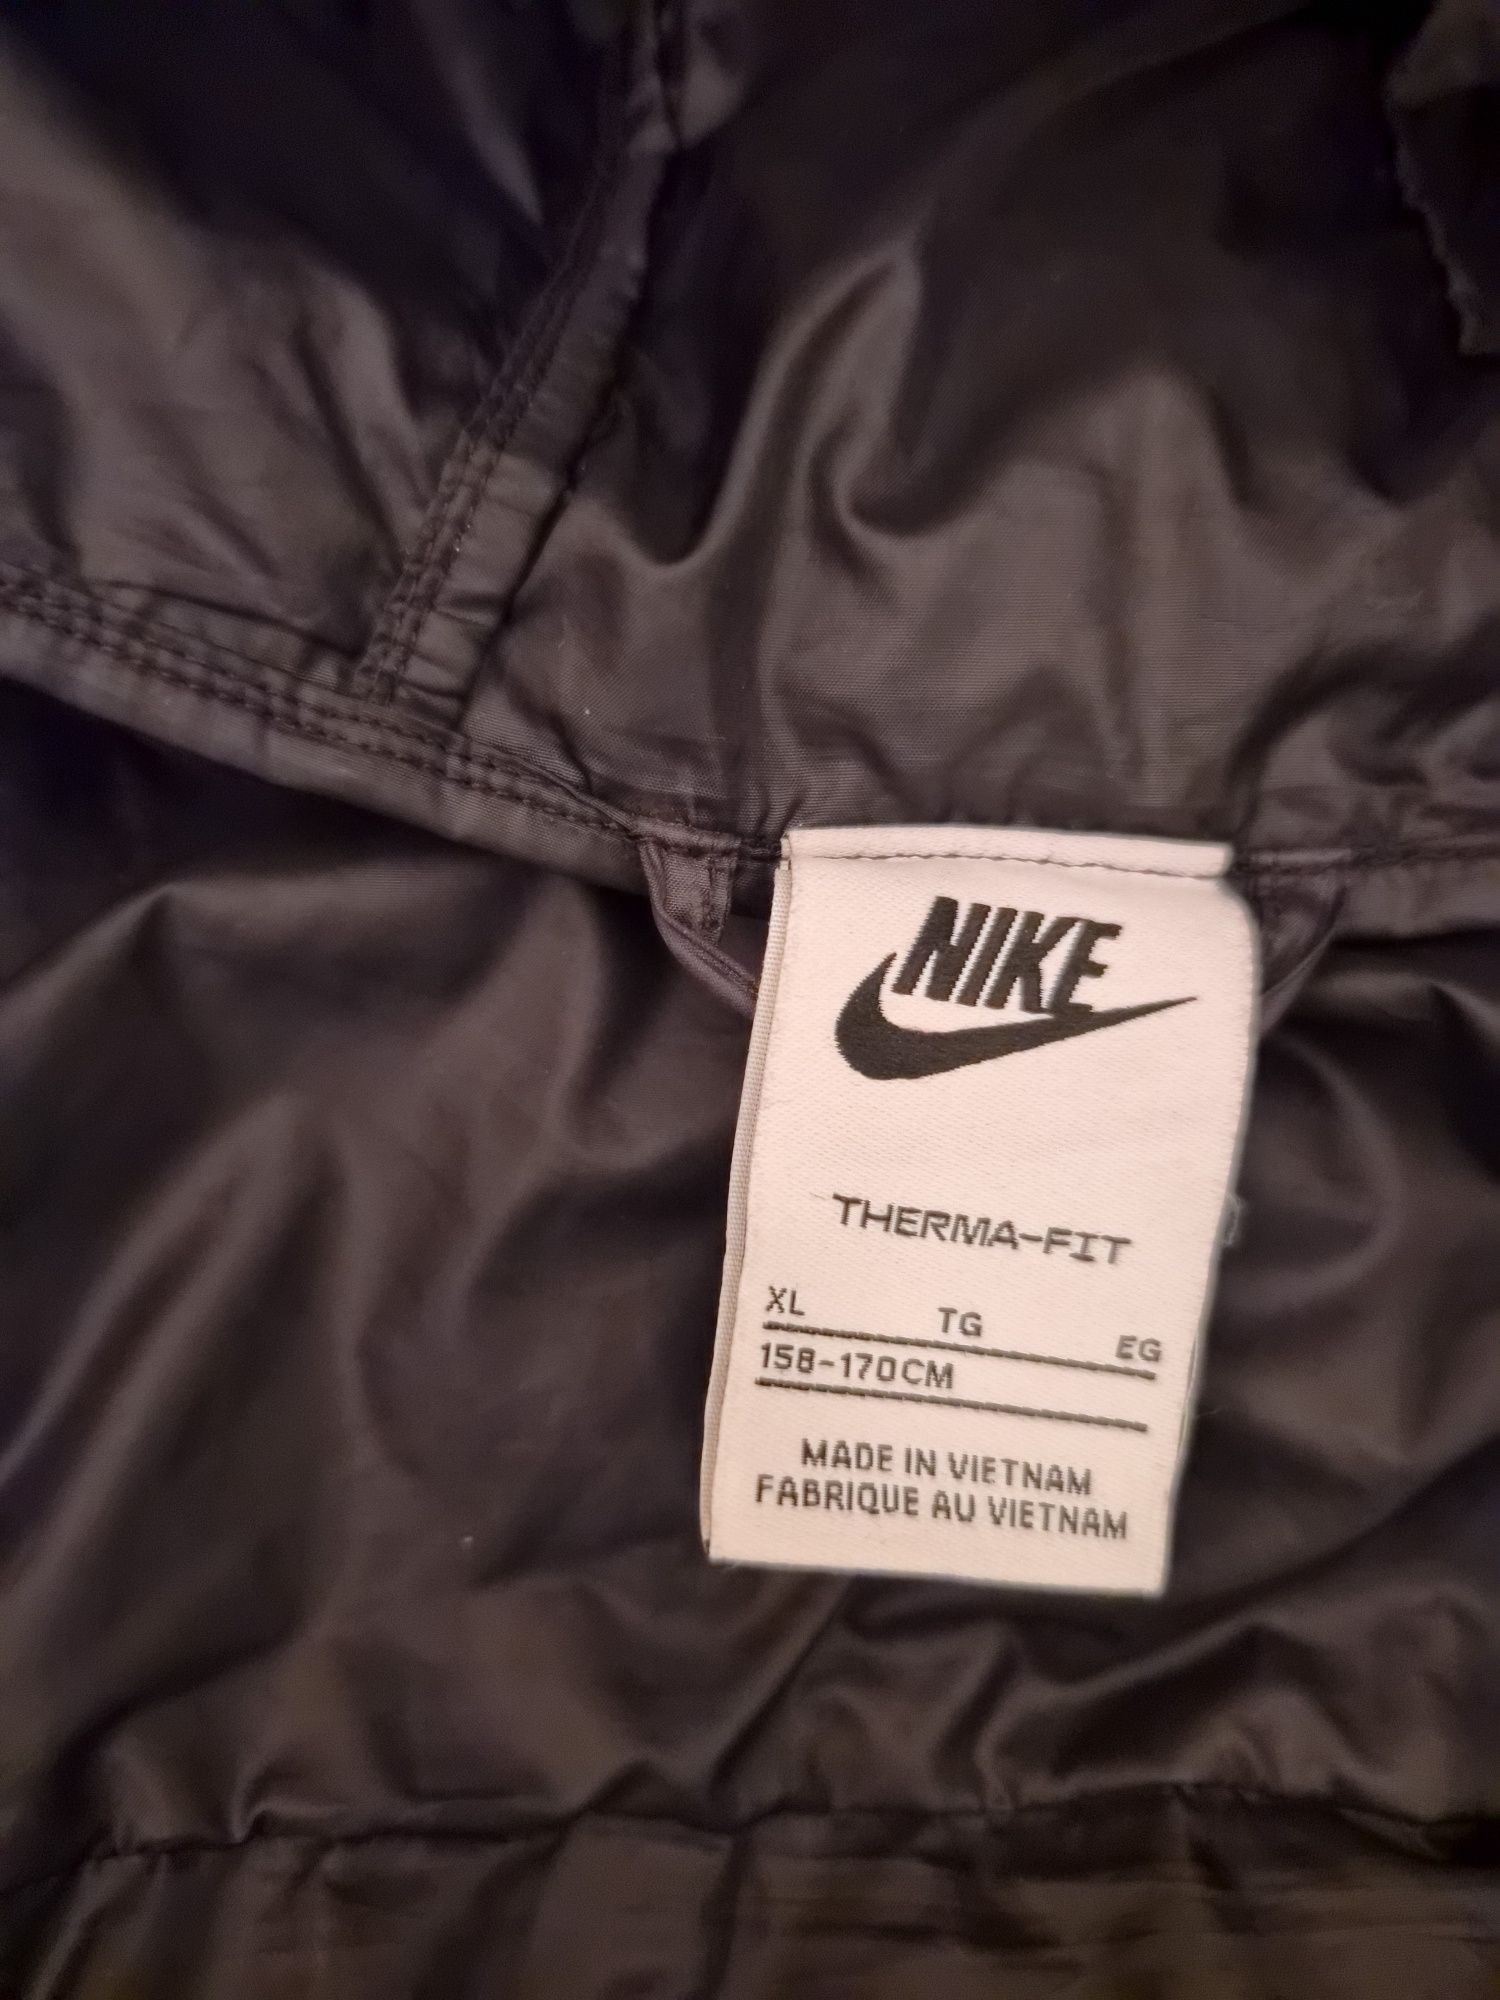 NIKE
THERMA-FIT
XL TG EG
158-170CM
MADE IN VIETNAM
FABRIQUE AU VIETNAM